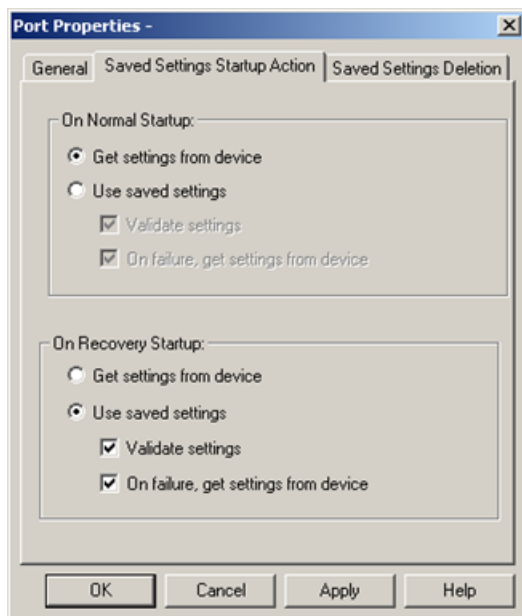 Port Properties -
General Saved Settings Startup Action Saved Settings Deletion
On Normal Startup:
Get settings from device
Use saved settings
Validate settings
On failure, get settings from device
On Recovery Startup:
Get settings from device
Use saved settings
Validate settings
On failure, get settings from device
OK Cancel Apply Help